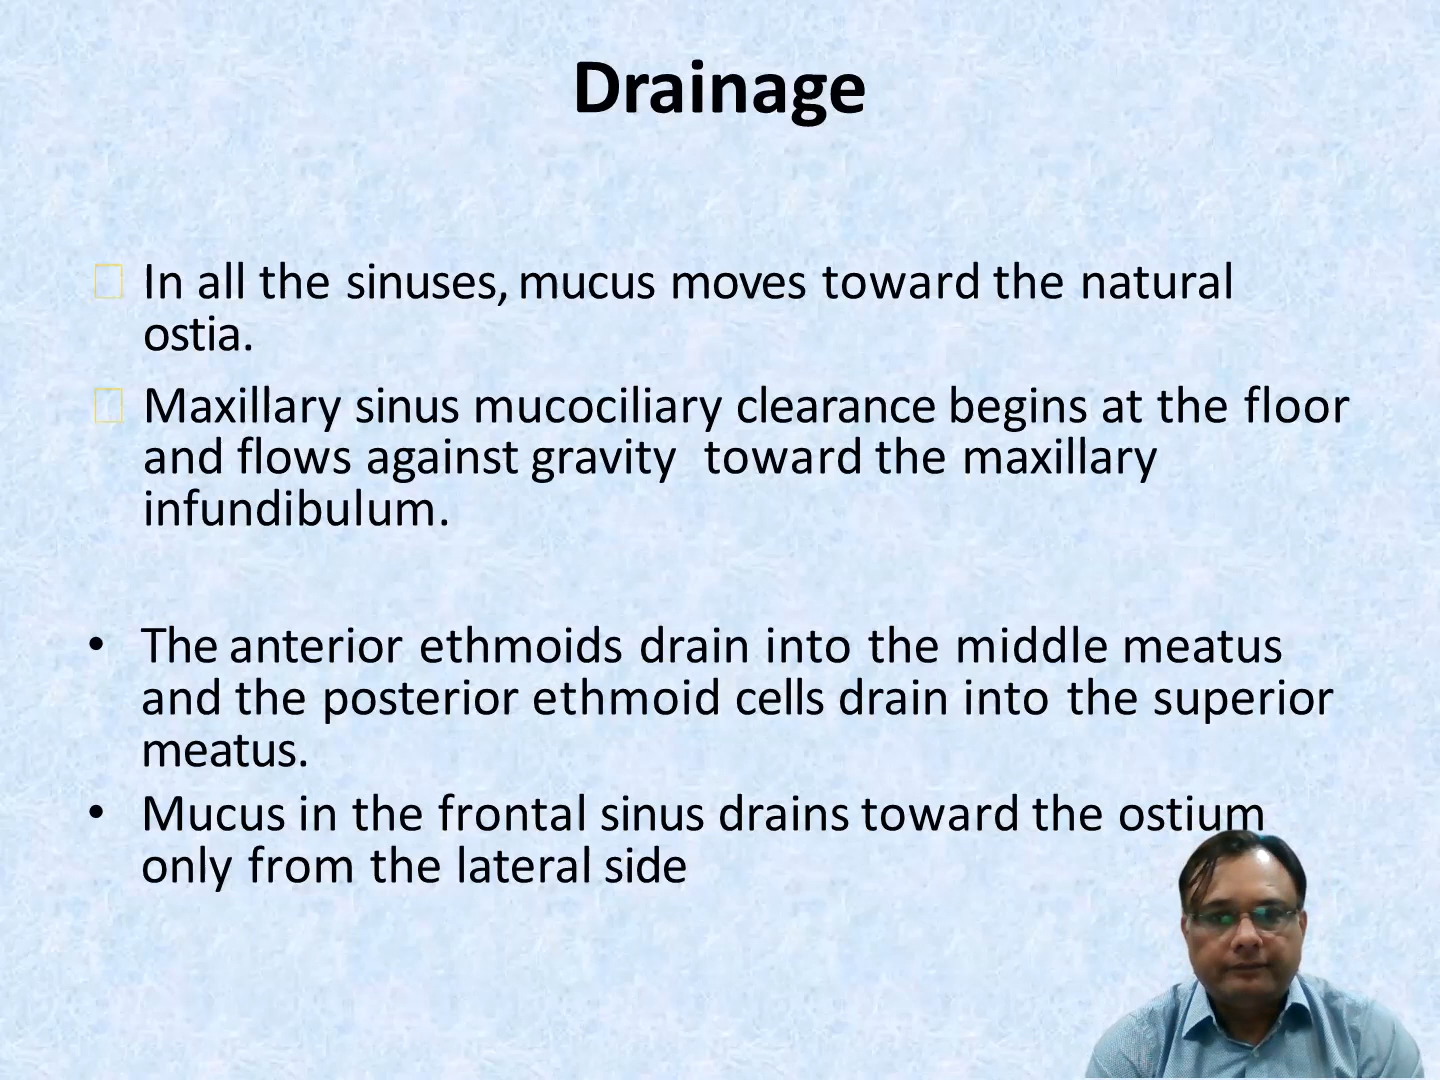 Drainage
In all the sinuses, mucus moves toward the natural
ostia.
Maxillary sinus mucociliary clearance begins at the floor
and flows against gravity toward the maxillary
infundibulum.
• The anterior ethmoids drain into the middle meatus
and the posterior ethmoid cells drain into the superior
meatus.
• Mucus in the frontal sinus drains toward the ostium
only from the lateral side